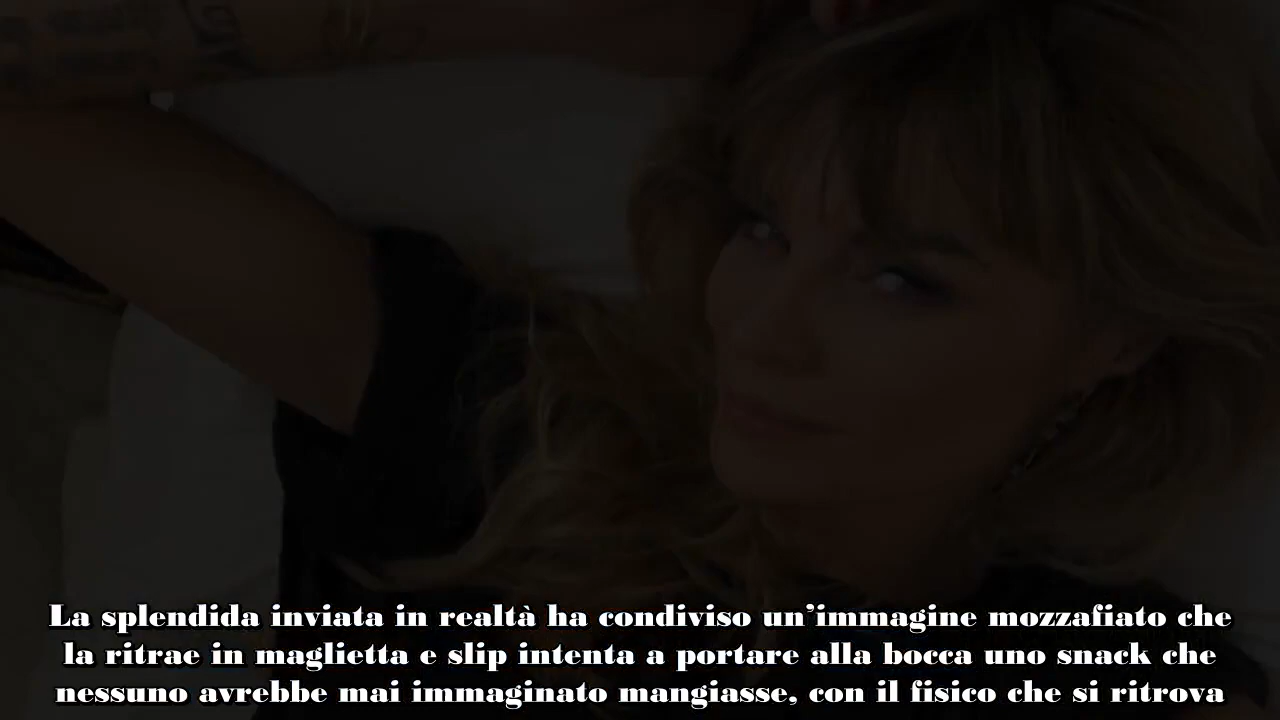 La splendida inviata in realtà ha condiviso un’immagine mozzafiato che
la ritrae in maglietta e slip intenta a portare alla bocca uno snack che
nessuno avrebbe mai immaginato mangiasse, con il fisico che si ritrova